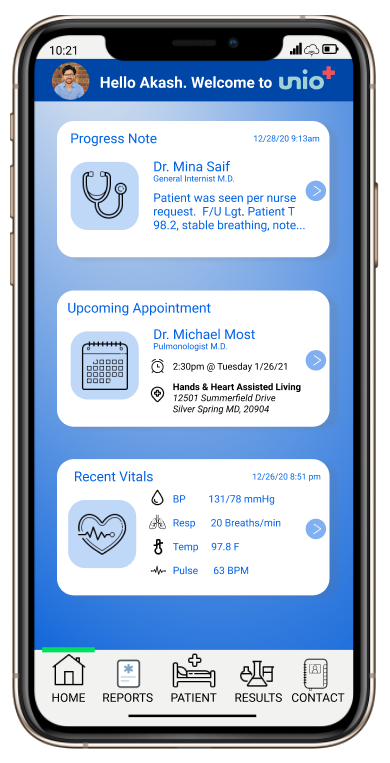 10:21
Hello Akash. Welcome to unio+
Progress Note 12/28/20 9:13am
Dr. Mina Saif
General Internist M.D.
Patient was seen per nurse
request. F/U Lgt. Patient T
98.2, stable breathing, note...
Upcoming Appointment
Dr. Michael Most
Pulmonologist M.D.
2:30pm @ Tuesday 1/26/21
Hands & Heart Assisted Living
12501 Summerfield Drive
Silver Spring MD, 20904
Recent Vitals 12/26/20 8:51 pm
BP 131/78 mmHg
Resp 20 Breaths/min
Temp 97.8 F
Pulse 63 BPM
HOME REPORTS PATIENT RESULTS CONTACT